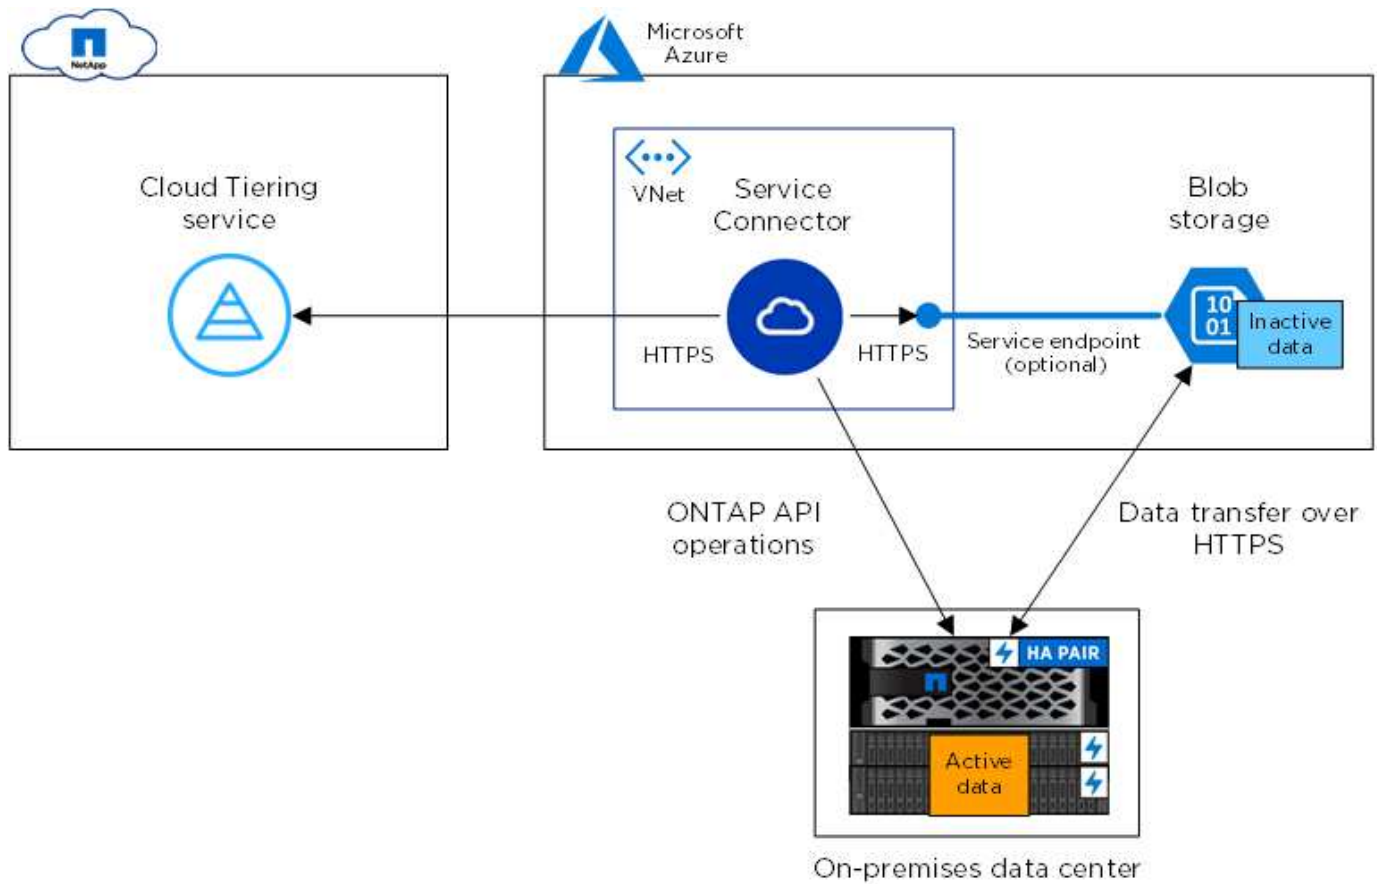 NetApp
Microsoft
Azure
Cloud Tiering
service
VNet
Service
Connector
Blob
storage
10
01
Inactive
data
HTTPS
HTTPS
Service endpoint
(optional)
ONTAP API
operations
Data transfer over
HTTPS
HA PAIR
Active
data
On-premises data center